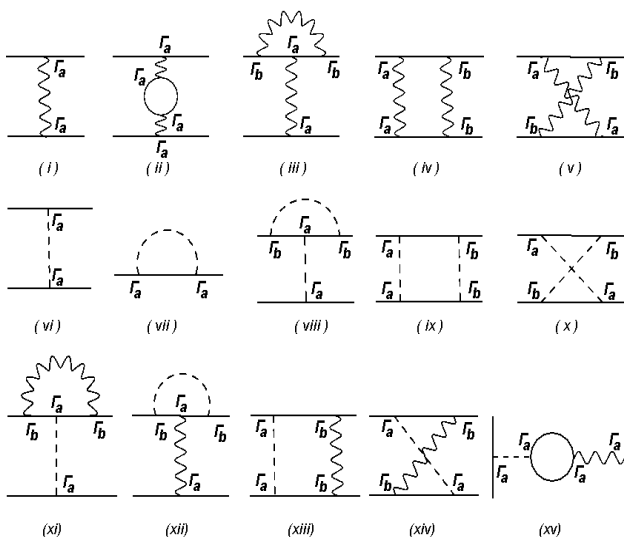 Γa Γa
Γa Γa Γb Γb Γa Γb Γa Γb
Γa Γa Γa Γa Γb Γb Γa
Γa
(i) (ii) (iii) (iv) (v)
Γa
Γa Γb Γb Γa Γb Γa Γb
Γa Γa Γa Γa Γa Γb Γb Γa
(vi) (vii) (viii) (ix) (x)
Γa Γa
Γb Γb Γb Γb Γa Γb Γa Γb Γa Γa
Γa Γa Γa Γb Γb Γa Γa Γa
(xi) (xii) (xiii) (xiv) (xv)